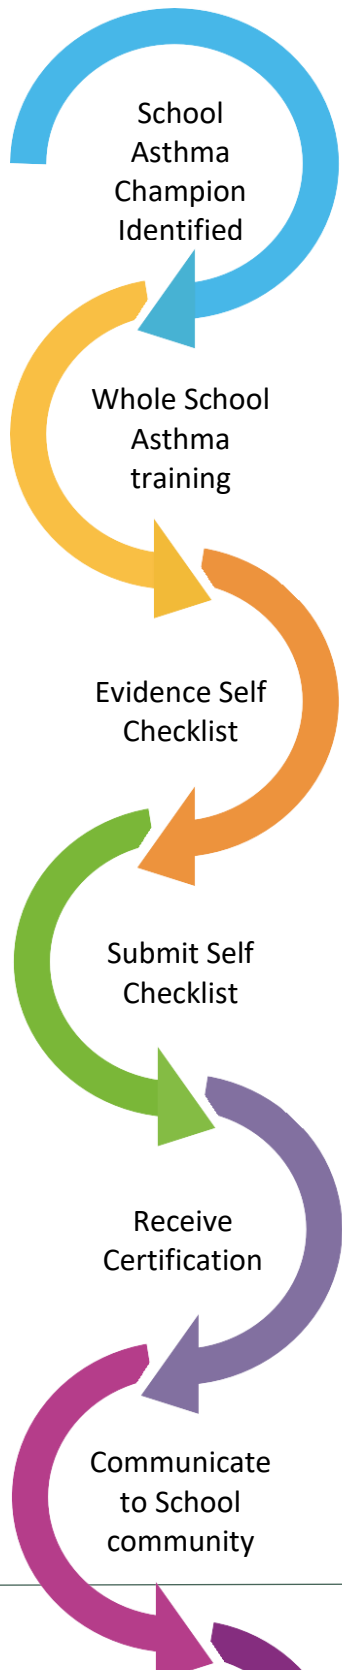 School
Asthma
Champion
Identified
Whole School
Asthma
training
Evidence Self
Checklist
Submit Self
Checklist
Receive
Certification
Communicate
to School
community